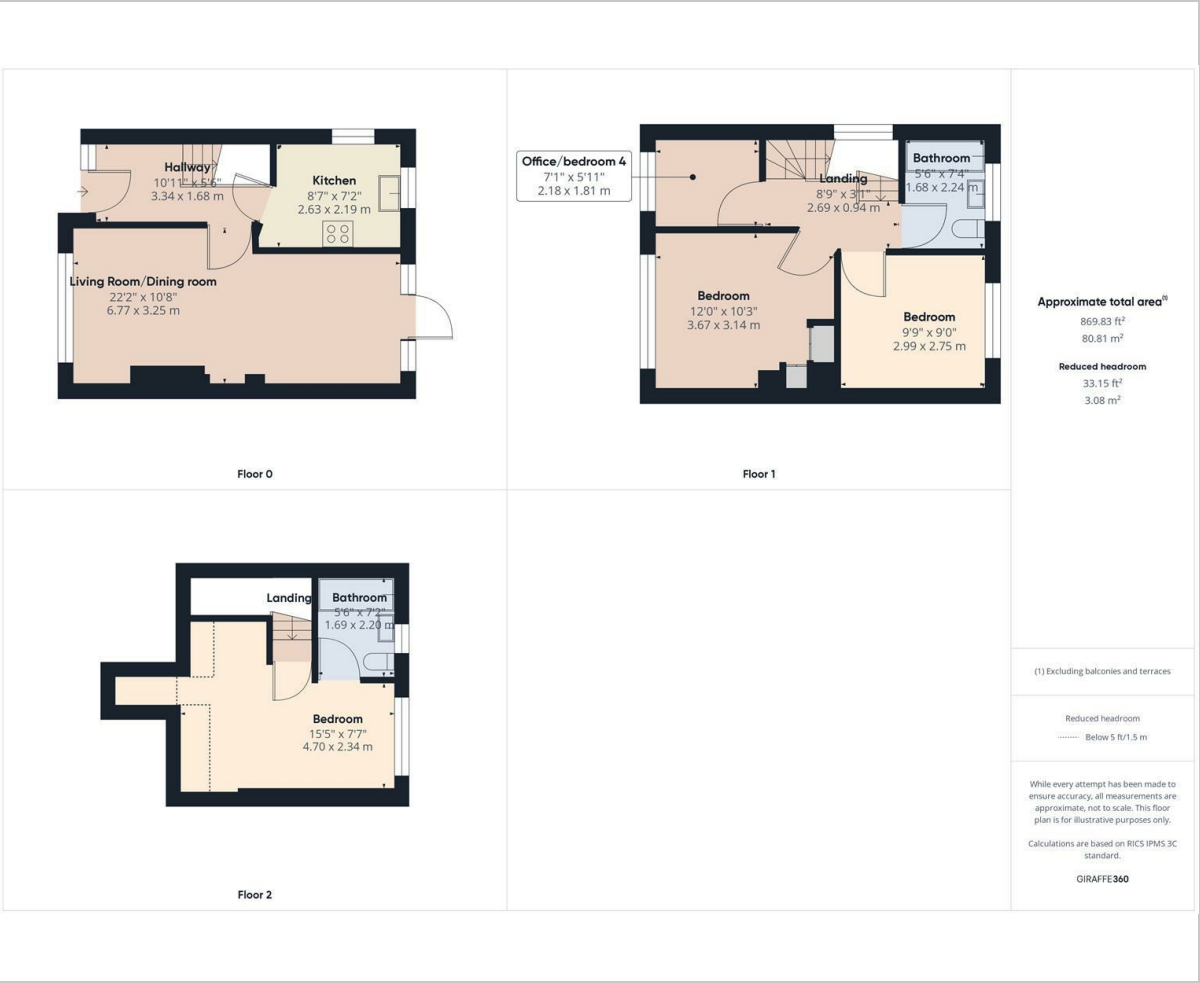 Hallway
10'11" x 5'6"
3.34 x 1.68 m
Kitchen
8'7" x 7'2"
2.63 x 2.19 m
Living Room/Dining room
22'2" x 10'8"
6.77 x 3.25 m
Floor 0
Office/bedroom 4
7'1" x 5'11"
2.18 x 1.81 m
Landing
8'9" x 3'1"
2.69 x 0.94 m
Bathroom
5'6" x 7'4"
1.68 x 2.24 m
Bedroom
12'0" x 10'3"
3.67 x 3.14 m
Bedroom
9'9" x 9'0"
2.99 x 2.75 m
Floor 1
Landing
Bathroom
5'6" x 7'2"
1.69 x 2.20 m
Bedroom
15'5" x 7'7"
4.70 x 2.34 m
Floor 2
Approximate total area(1)
869.83 ft²
80.81 m²
Reduced headroom
33.15 ft²
3.08 m²
(1) Excluding balconies and terraces
Reduced headroom
Below 5 ft/1.5 m
While every attempt has been made to
ensure accuracy, all measurements are
approximate, not to scale. This floor
plan is for illustrative purposes only.
Calculations are based on RICS IPMS 3C
standard.
GIRAFFE360